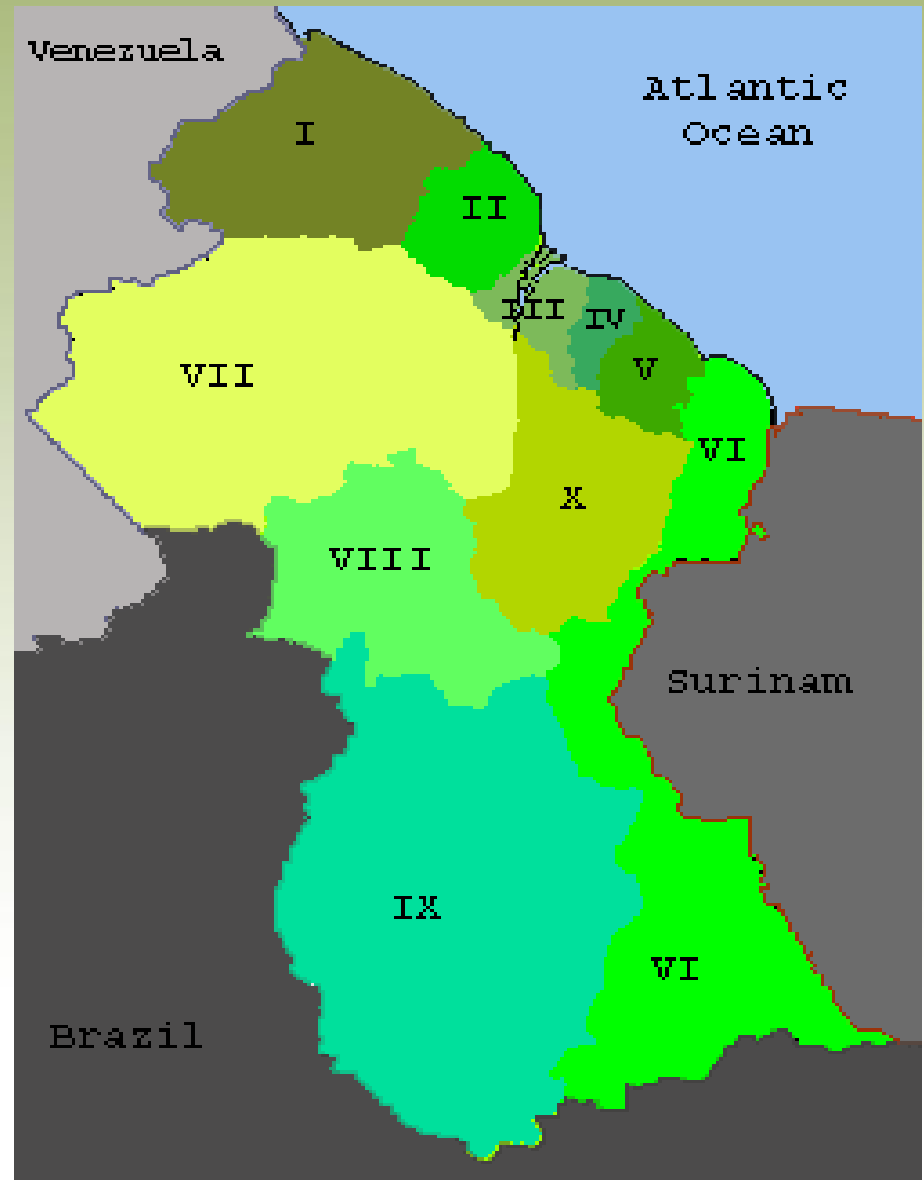 Venezuela
Atlantic
Ocean
I
II
III
IV
V
VII
VI
X
VIII
Surinam
IX
VI
Brazil